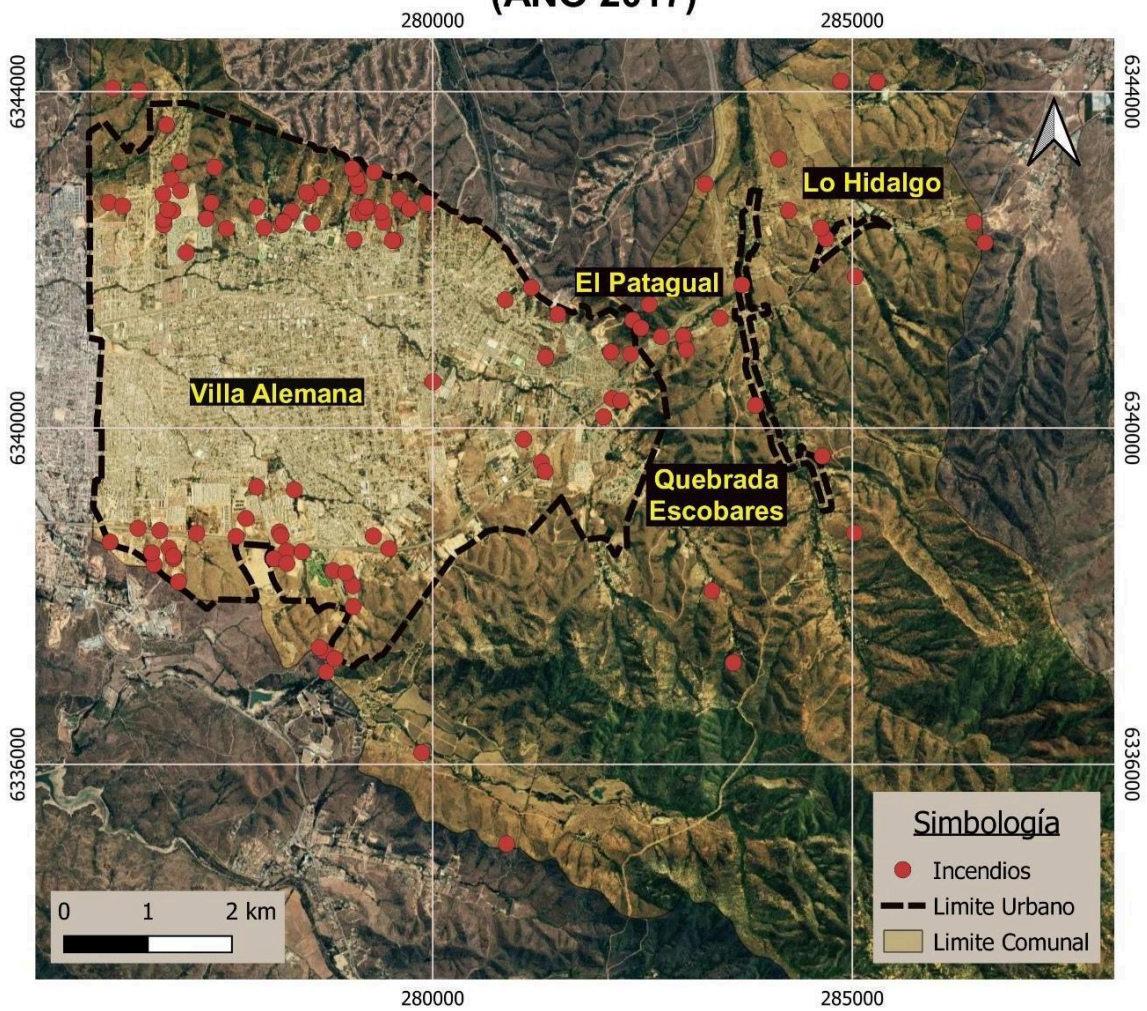 (AÑO 2017)
280000
285000
6344000
6344000
Lo Hidalgo
El Patagual
Villa Alemana
6340000
6340000
Quebrada
Escobares
6336000
6336000
Simbología
Incendios
Limite Urbano
Limite Comunal
0 1 2 km
280000
285000